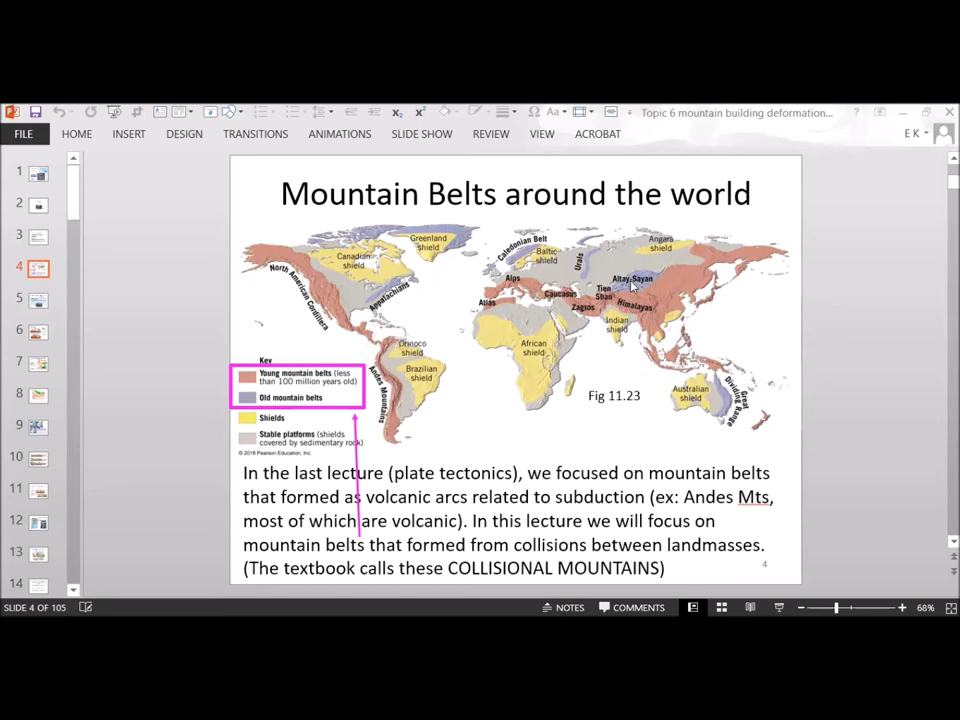 Topic 6 mountain building deformation...
FILE HOME INSERT DESIGN TRANSITIONS ANIMATIONS SLIDE SHOW REVIEW VIEW ACROBAT E K
1
2
3
4
5
6
7
8
9
10
11
12
13
14
Mountain Belts around the world
Greenland
shield
Canadian
shield
North American Cordillera
Appalachians
Caledonian Belt
Baltic
shield
Urals
Angara
shield
Alps
Altay Sayan
Tien
Shan
Caucasus
Atlas
Zagros
Himalayas
Indian
shield
African
shield
Orinoco
shield
Brazilian
shield
Andes Mountains
Australian
shield
Great
Dividing Range
Fig 11.23
Key
Young mountain belts (less
than 100 million years old)
Old mountain belts
Shields
Stable platforms (shields
covered by sedimentary rock)
© 2018 Pearson Education, Inc.
In the last lecture (plate tectonics), we focused on mountain belts
that formed as volcanic arcs related to subduction (ex: Andes Mts,
most of which are volcanic). In this lecture we will focus on
mountain belts that formed from collisions between landmasses.
(The textbook calls these COLLISIONAL MOUNTAINS)
4
SLIDE 4 OF 105 NOTES COMMENTS 68%